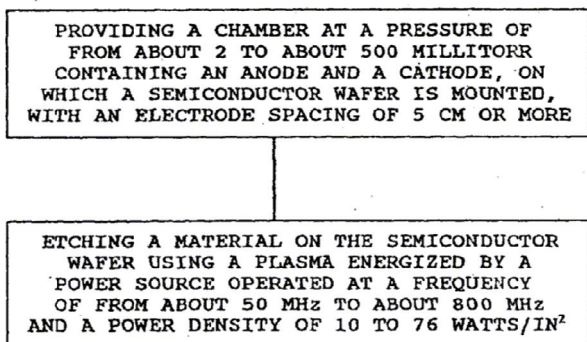 PROVIDING A CHAMBER AT A PRESSURE OF
FROM ABOUT 2 TO ABOUT 500 MILLITORR
CONTAINING AN ANODE AND A CATHODE, ON
WHICH A SEMICONDUCTOR WAFER IS MOUNTED,
WITH AN ELECTRODE SPACING OF 5 CM OR MORE
ETCHING A MATERIAL ON THE SEMICONDUCTOR
WAFER USING A PLASMA ENERGIZED BY A
POWER SOURCE OPERATED AT A FREQUENCY
OF FROM ABOUT 50 MHz TO ABOUT 800 MHz
AND A POWER DENSITY OF 10 TO 76 WATTS/IN²